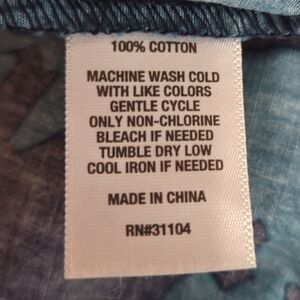 100% COTTON
MACHINE WASH COLD
WITH LIKE COLORS
GENTLE CYCLE
ONLY NON-CHLORINE
BLEACH IF NEEDED
TUMBLE DRY LOW
COOL IRON IF NEEDED
MADE IN CHINA
RN#31104